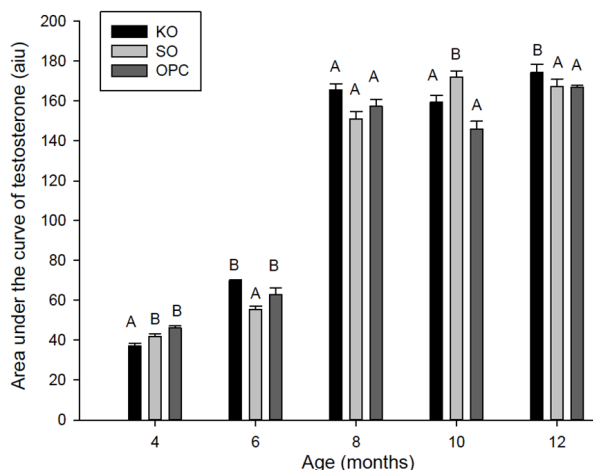 Area under the curve of testosterone (aiu)
200
180
160
140
120
100
80
60
40
20
0
KO
SO
OPC
A B B
B A B
A A A
A B A
B A A
4 6 8 10 12
Age (months)